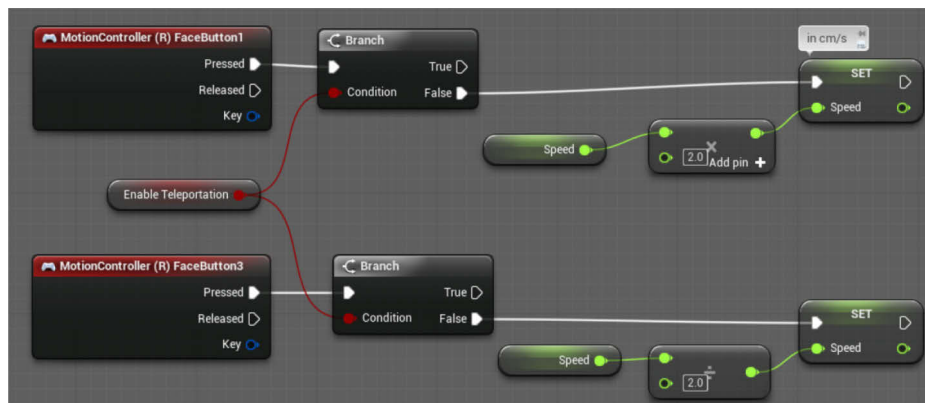 MotionController (R) FaceButton1
Pressed
Released
Key
Branch
True
Condition False
in cm/s
SET
Speed
Speed
2.0 × Add pin +
Enable Teleportation
MotionController (R) FaceButton3
Pressed
Released
Key
Branch
True
Condition False
SET
Speed
Speed
2.0 ÷